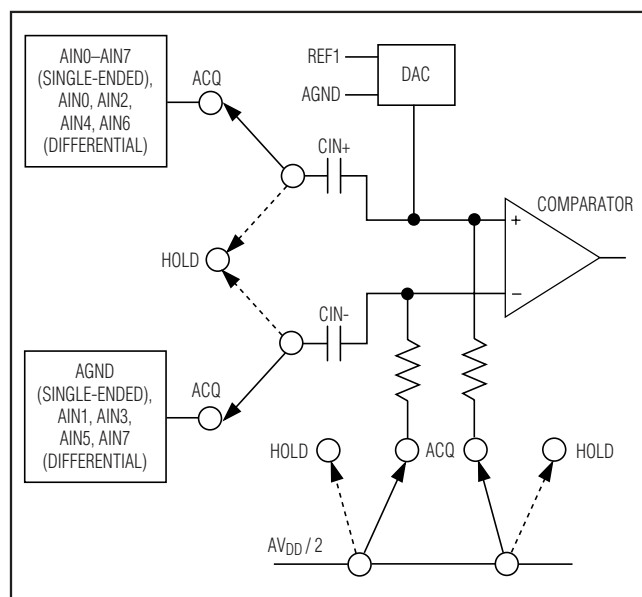 AIN0–AIN7
(SINGLE-ENDED),
AIN0, AIN2,
AIN4, AIN6
(DIFFERENTIAL)
ACQ
REF1
AGND
DAC
CIN+
COMPARATOR
+
−
HOLD
CIN-
AGND
(SINGLE-ENDED),
AIN1, AIN3,
AIN5, AIN7
(DIFFERENTIAL)
ACQ
HOLD
ACQ
HOLD
AVDD / 2